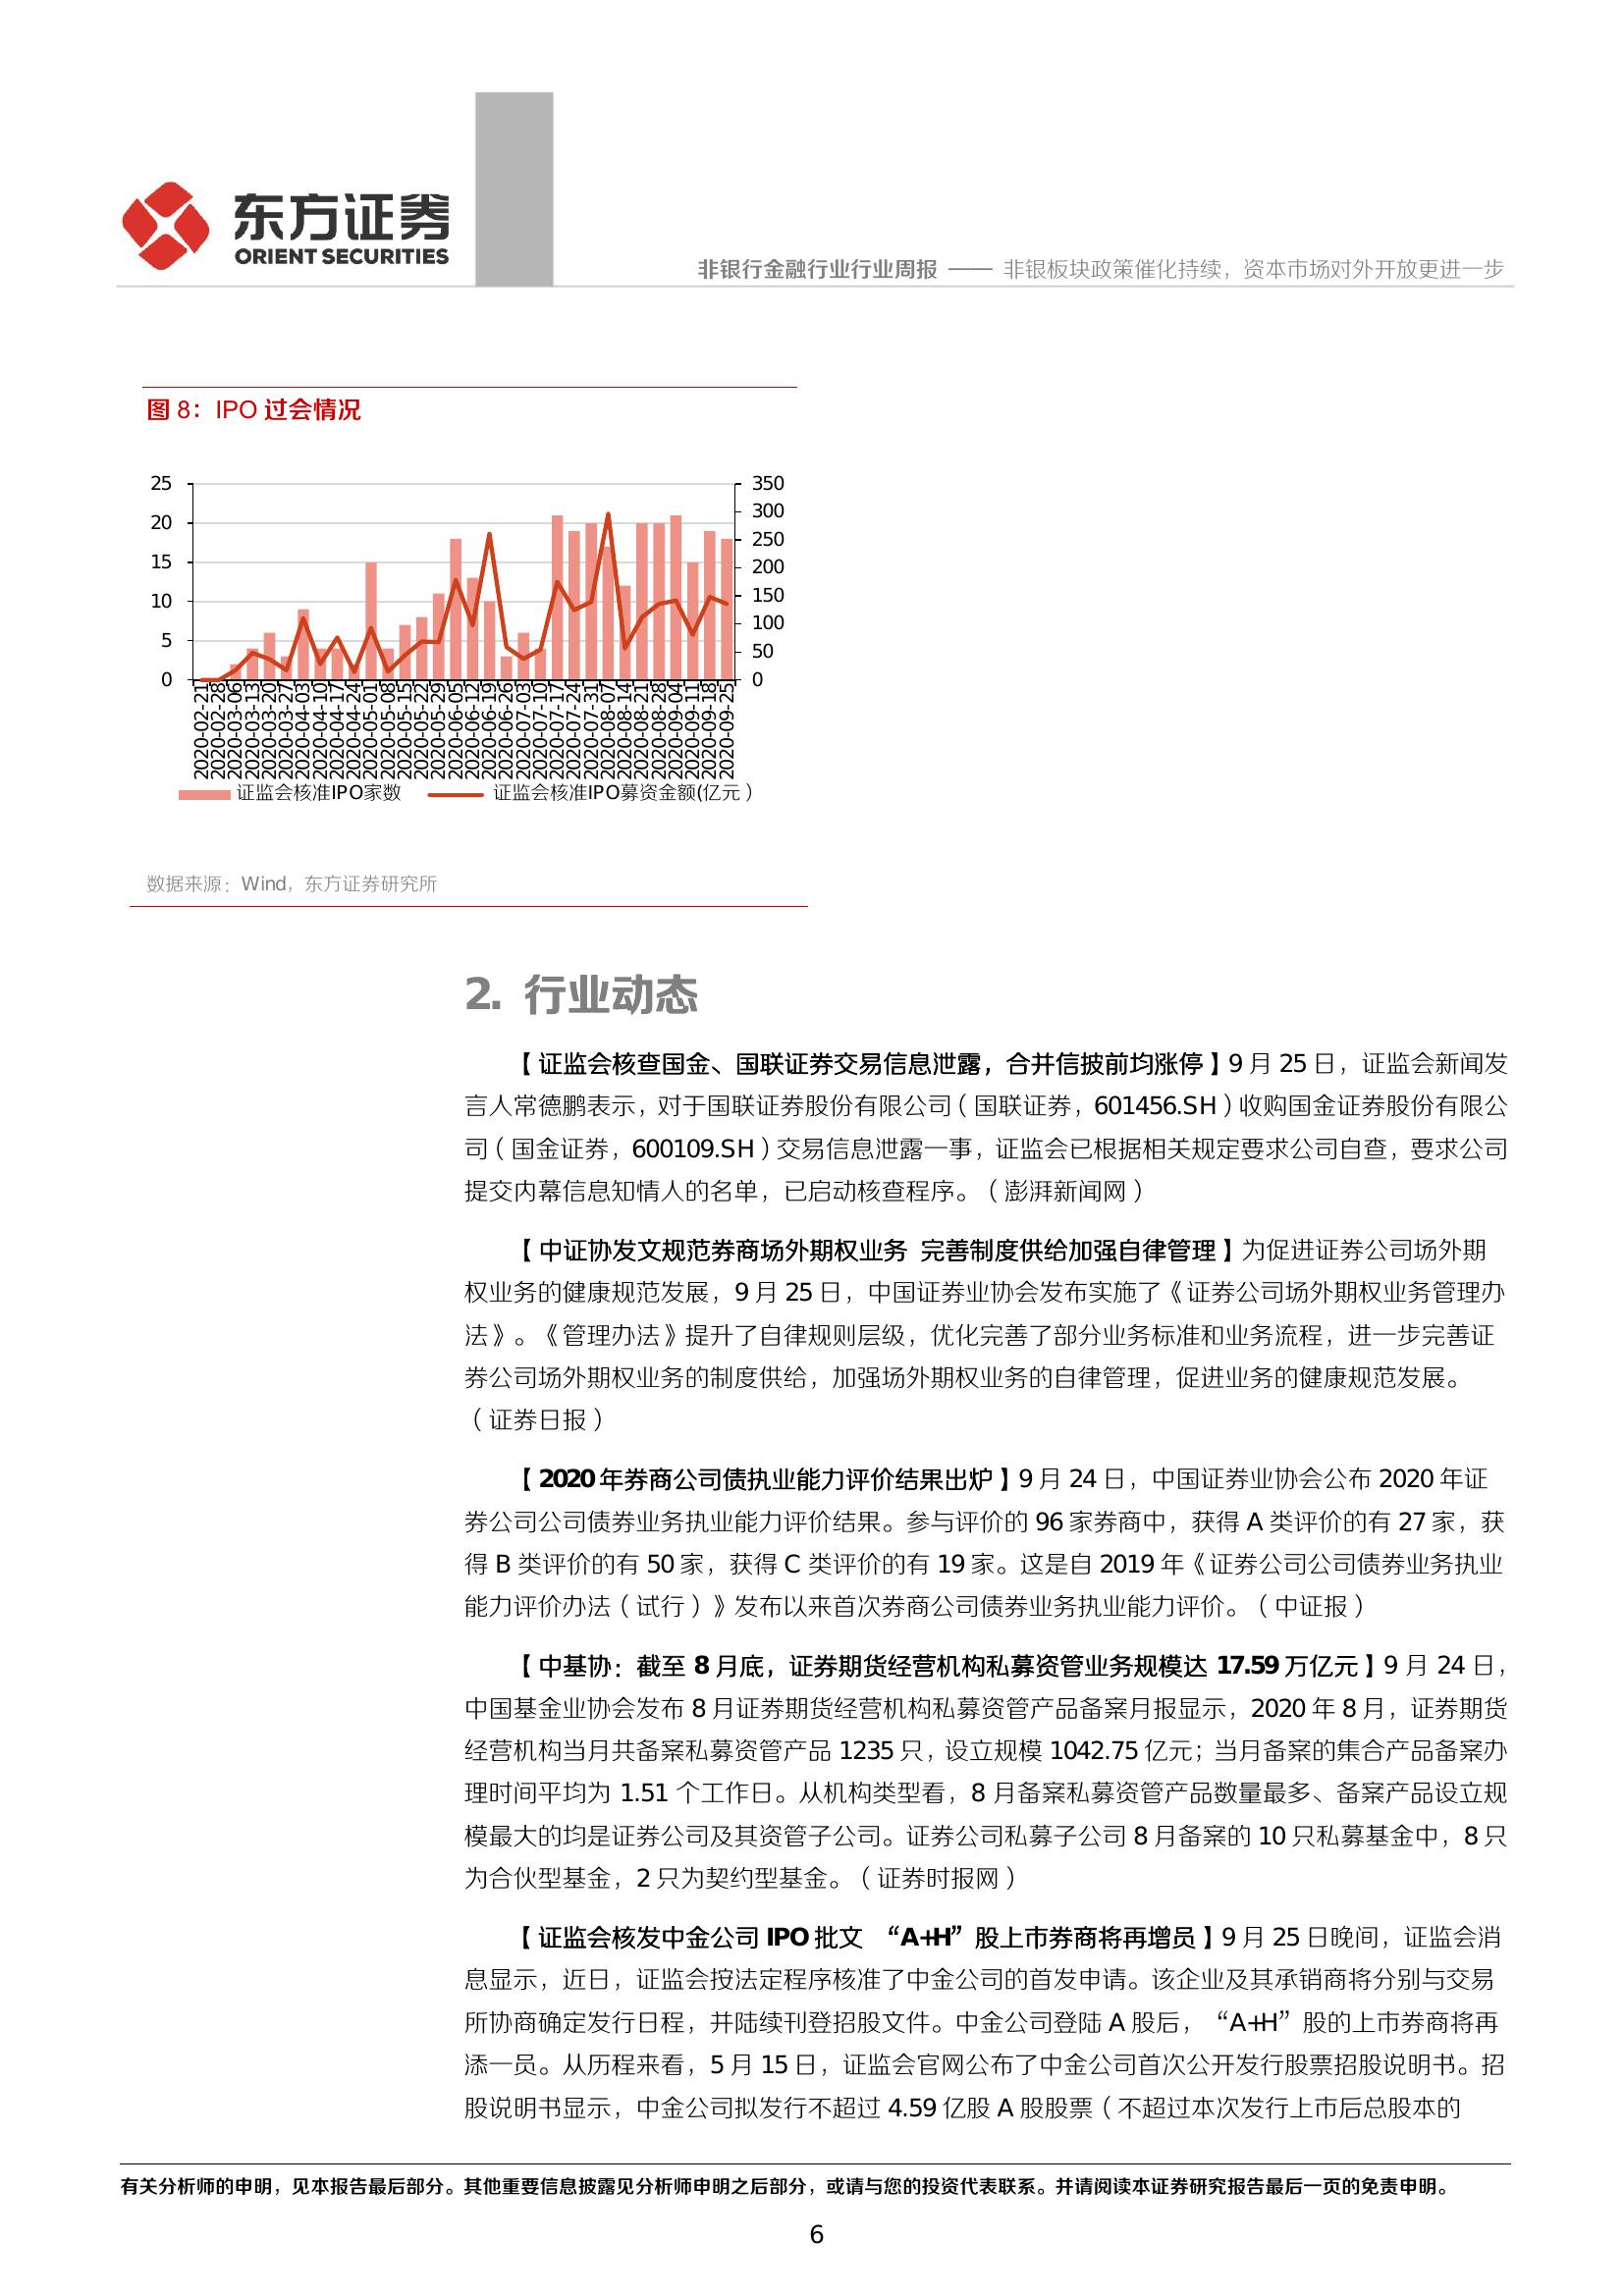 东方证券
ORIENT SECURITIES
非银行金融行业行业周报 —— 非银板块政策催化持续，资本市场对外开放更进一步
图 8：IPO 过会情况
25
20
15
10
5
0
350
300
250
200
150
100
50
0
2020-02-21
2020-02-28
2020-03-06
2020-03-13
2020-03-20
2020-03-27
2020-04-03
2020-04-10
2020-04-17
2020-04-24
2020-05-01
2020-05-08
2020-05-15
2020-05-22
2020-05-29
2020-06-05
2020-06-12
2020-06-19
2020-06-26
2020-07-03
2020-07-10
2020-07-17
2020-07-24
2020-07-31
2020-08-07
2020-08-14
2020-08-21
2020-08-28
2020-09-04
2020-09-11
2020-09-18
2020-09-25
证监会核准IPO家数 证监会核准IPO募资金额(亿元）
数据来源：Wind，东方证券研究所
2. 行业动态
【证监会核查国金、国联证券交易信息泄露，合并信披前均涨停】9 月 25 日，证监会新闻发
言人常德鹏表示，对于国联证券股份有限公司（国联证券，601456.SH）收购国金证券股份有限公
司（国金证券，600109.SH）交易信息泄露一事，证监会已根据相关规定要求公司自查，要求公司
提交内幕信息知情人的名单，已启动核查程序。（澎湃新闻网）
【中证协发文规范券商场外期权业务 完善制度供给加强自律管理】为促进证券公司场外期
权业务的健康规范发展，9 月 25 日，中国证券业协会发布实施了《证券公司场外期权业务管理办
法》。《管理办法》提升了自律规则层级，优化完善了部分业务标准和业务流程，进一步完善证
券公司场外期权业务的制度供给，加强场外期权业务的自律管理，促进业务的健康规范发展。
（证券日报）
【2020 年券商公司债执业能力评价结果出炉】9 月 24 日，中国证券业协会公布 2020 年证
券公司公司债券业务执业能力评价结果。参与评价的 96 家券商中，获得 A 类评价的有 27 家，获
得 B 类评价的有 50 家，获得 C 类评价的有 19 家。这是自 2019 年《证券公司公司债券业务执业
能力评价办法（试行）》发布以来首次券商公司债券业务执业能力评价。（中证报）
【中基协：截至 8 月底，证券期货经营机构私募资管业务规模达 17.59 万亿元】9 月 24 日，
中国基金业协会发布 8 月证券期货经营机构私募资管产品备案月报显示，2020 年 8 月，证券期货
经营机构当月共备案私募资管产品 1235 只，设立规模 1042.75 亿元；当月备案的集合产品备案办
理时间平均为 1.51 个工作日。从机构类型看，8 月备案私募资管产品数量最多、备案产品设立规
模最大的均是证券公司及其资管子公司。证券公司私募子公司 8 月备案的 10 只私募基金中，8 只
为合伙型基金，2 只为契约型基金。（证券时报网）
【证监会核发中金公司 IPO 批文 “A+H”股上市券商将再增员】9 月 25 日晚间，证监会消
息显示，近日，证监会按法定程序核准了中金公司的首发申请。该企业及其承销商将分别与交易
所协商确定发行日程，并陆续刊登招股文件。中金公司登陆 A 股后，“A+H”股的上市券商将再
添一员。从历程来看，5 月 15 日，证监会官网公布了中金公司首次公开发行股票招股说明书。招
股说明书显示，中金公司拟发行不超过 4.59 亿股 A 股股票（不超过本次发行上市后总股本的
有关分析师的申明，见本报告最后部分。其他重要信息披露见分析师申明之后部分，或请与您的投资代表联系。并请阅读本证券研究报告最后一页的免责申明。
6